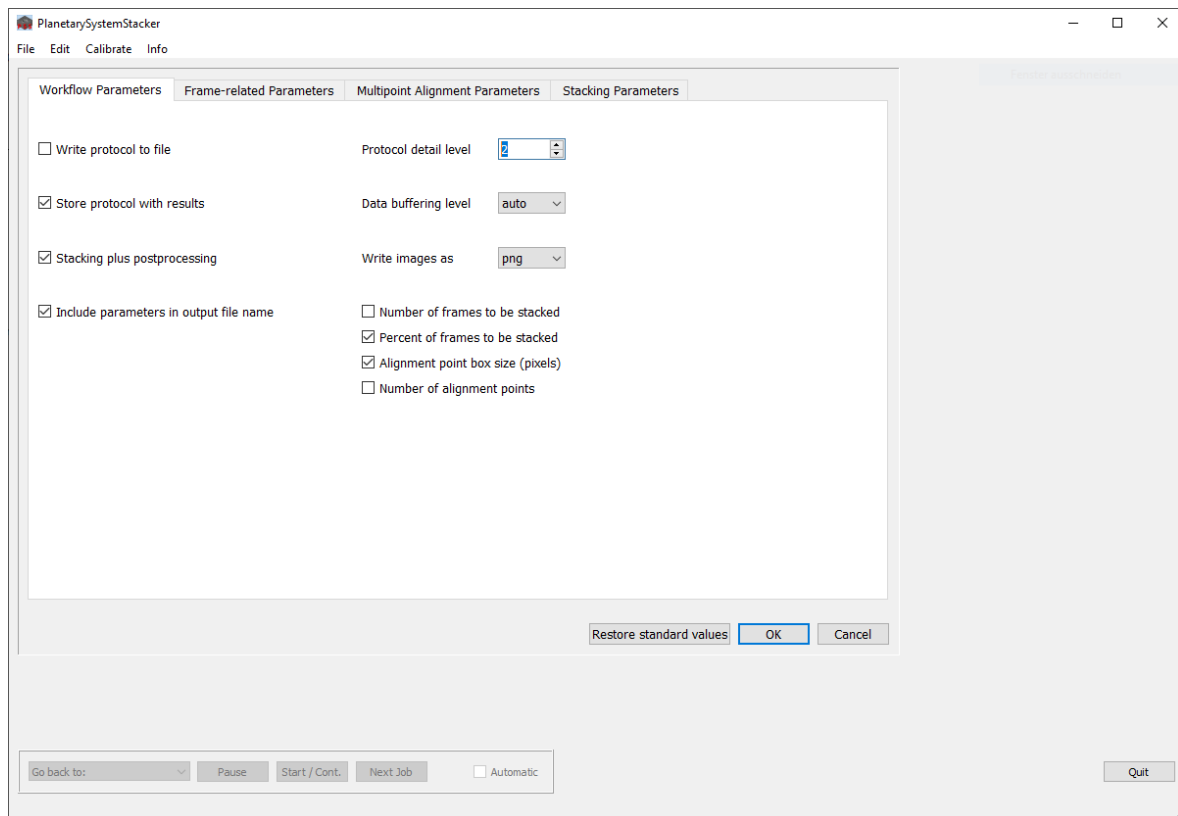 PlanetarySystemStacker
File Edit Calibrate Info
Workflow Parameters Frame-related Parameters Multipoint Alignment Parameters Stacking Parameters
Write protocol to file Protocol detail level 2
Store protocol with results Data buffering level auto
Stacking plus postprocessing Write images as png
Include parameters in output file name Number of frames to be stacked
Percent of frames to be stacked
Alignment point box size (pixels)
Number of alignment points
Restore standard values OK Cancel
Go back to: Pause Start / Cont. Next Job Automatic Quit